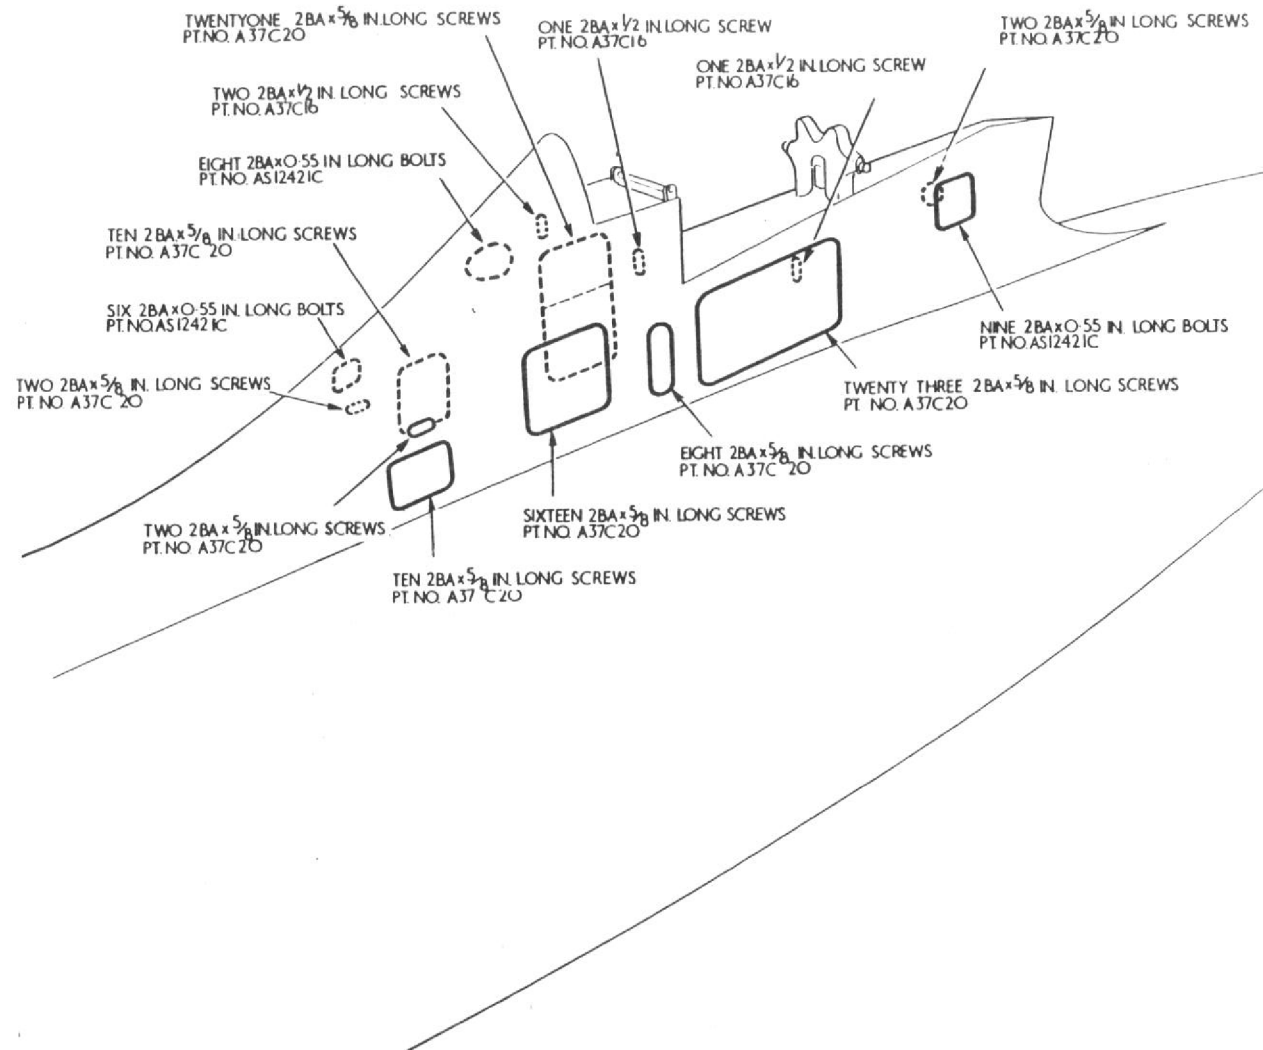 TWENTYONE 2BA x 5/8 IN. LONG SCREWS
PT. NO. A37C20
ONE 2BA x 1/2 IN. LONG SCREW
PT. NO. A37C16
TWO 2BA x 5/8 IN LONG SCREWS
PT. NO. A37C20
ONE 2BA x 1/2 IN. LONG SCREW
PT. NO A37C16
TWO 2BA x 1/2 IN. LONG SCREWS
PT. NO. A37C16
EIGHT 2BA x 0·55 IN LONG BOLTS
PT. NO. AS12421C
TEN 2BA x 5/8 IN. LONG SCREWS
PT. NO. A37C 20
SIX 2BA x 0·55 IN. LONG BOLTS
PT. NO. AS12421C
NINE 2BA x 0·55 IN. LONG BOLTS
PT NO. AS12421C
TWO 2BA x 5/8 IN. LONG SCREWS
PT. NO. A37C 20
TWENTY THREE 2BA x 5/8 IN. LONG SCREWS
PT. NO. A37C20
EIGHT 2BA x 5/8 IN. LONG SCREWS
PT. NO. A37C 20
SIXTEEN 2BA x 5/8 IN. LONG SCREWS
PT. NO. A37C20
TWO 2BA x 5/8 IN. LONG SCREWS
PT. NO. A37C20
TEN 2BA x 5/8 IN. LONG SCREWS
PT. NO. A37 C20